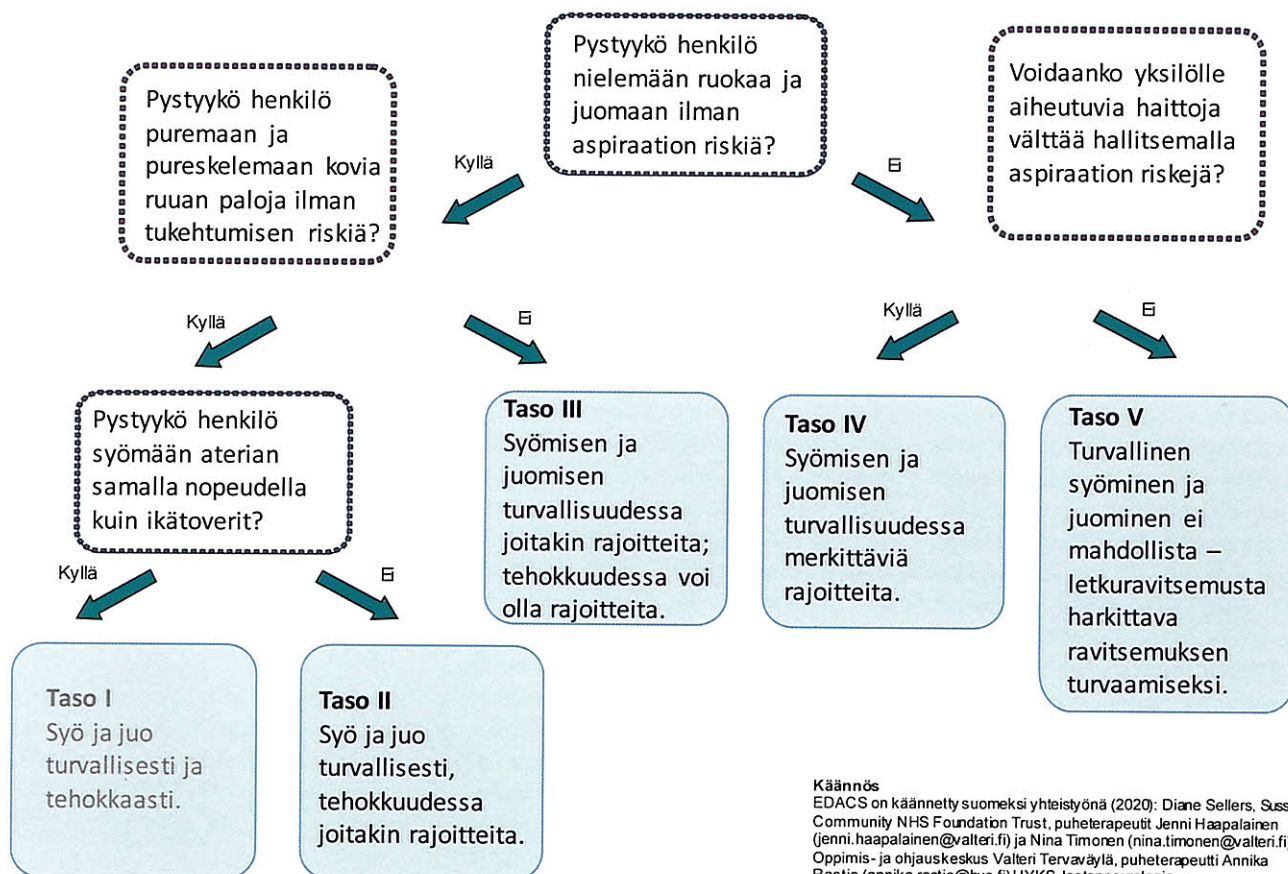 Pystyykö henkilö
nielemään ruokaa ja
juomaan ilman
aspiraation riskiä?
Pystyykö henkilö
puremaan ja
pureskelemaan kovia
ruuan paloja ilman
tukehtumisen riskiä?
Voidaanko yksilölle
aiheutuvia haittoja
välttää hallitsemalla
aspiraation riskejä?
Kyllä
Ei
Kyllä
Ei
Kyllä
Ei
Pystyykö henkilö
syömään aterian
samalla nopeudella
kuin ikätoverit?
Taso III
Syömisen ja
juomisen
turvallisuudessa
joitakin rajoitteita;
tehokkuudessa voi
olla rajoitteita.
Taso IV
Syömisen ja
juomisen
turvallisuudessa
merkittäviä
rajoitteita.
Taso V
Turvallinen
syöminen ja
juominen ei
mahdollista –
letkuravitsemusta
harkittava
ravitsemuksen
turvaamiseksi.
Kyllä
Ei
Taso I
Syö ja juo
turvallisesti ja
tehokkaasti.
Taso II
Syö ja juo
turvallisesti,
tehokkuudessa
joitakin rajoitteita.
Käännös
EDACS on käännetty suomeksi yhteistyönä (2020): Diane Sellers,
Community NHS Foundation Trust, puheterapeutit Jenni Haapalainen
(jenni.haapalainen@valteri.fi) ja Nina Timonen (nina.timonen@valteri.fi
Oppimis- ja ohjauskeskus Valteri Tervaväylä, puheterapeutti Annika